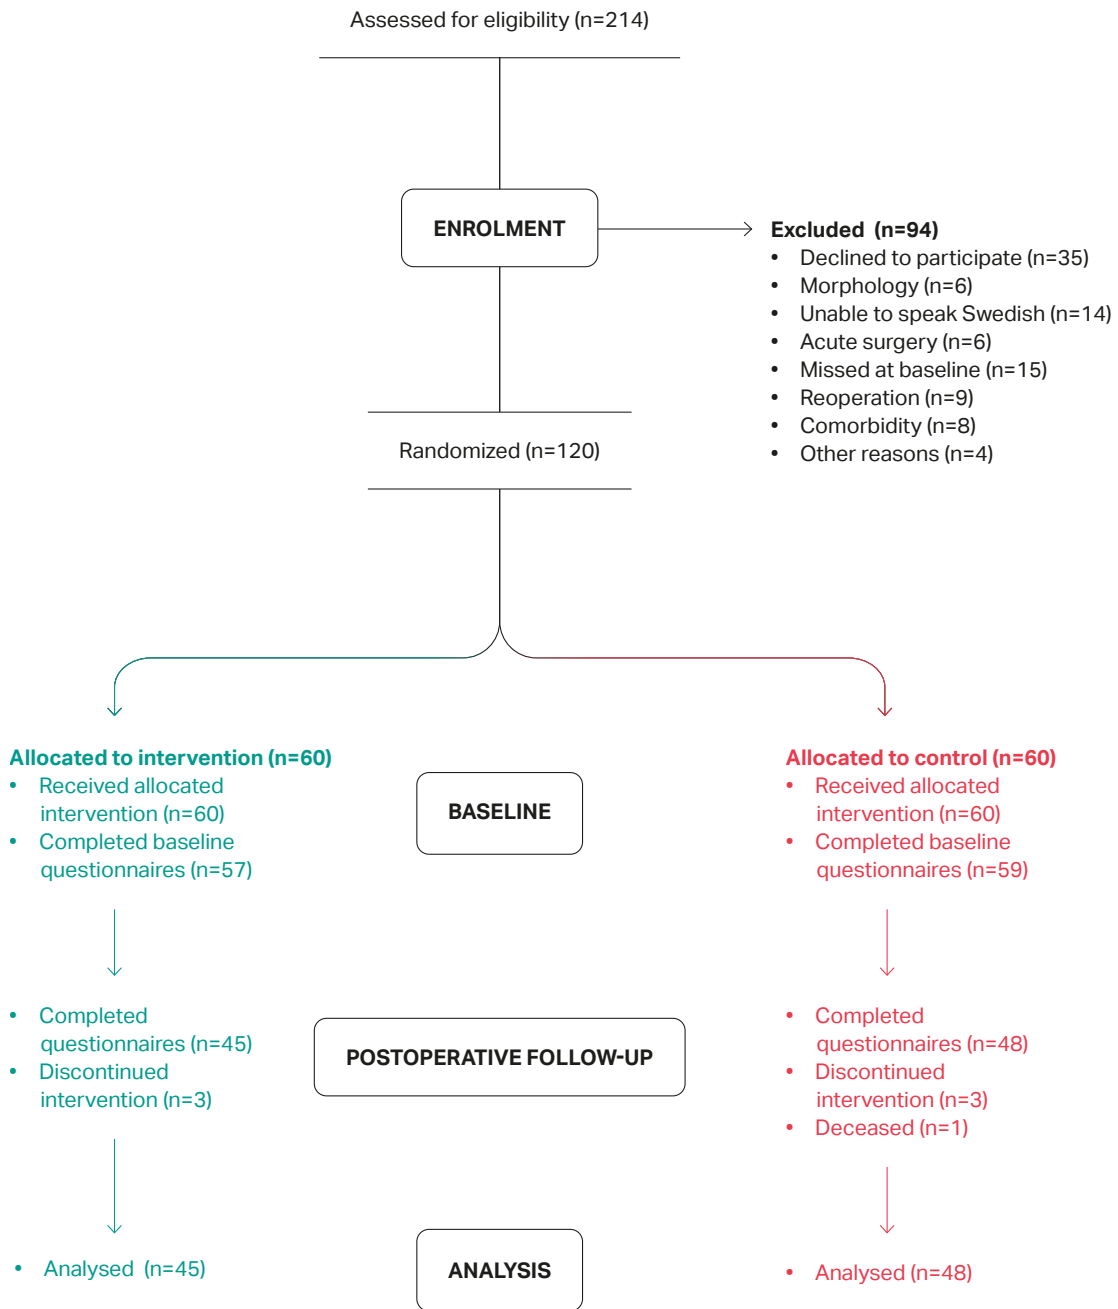 Assessed for eligibility (n=214)
ENROLMENT
Excluded (n=94)
• Declined to participate (n=35)
• Morphology (n=6)
• Unable to speak Swedish (n=14)
• Acute surgery (n=6)
• Missed at baseline (n=15)
• Reoperation (n=9)
• Comorbidity (n=8)
• Other reasons (n=4)
Randomized (n=120)
Allocated to intervention (n=60)
• Received allocated
intervention (n=60)
• Completed baseline
questionnaires (n=57)
BASELINE
Allocated to control (n=60)
• Received allocated
intervention (n=60)
• Completed baseline
questionnaires (n=59)
• Completed
questionnaires (n=45)
• Discontinued
intervention (n=3)
POSTOPERATIVE FOLLOW-UP
• Completed
questionnaires (n=48)
• Discontinued
intervention (n=3)
• Deceased (n=1)
• Analysed (n=45)
ANALYSIS
• Analysed (n=48)